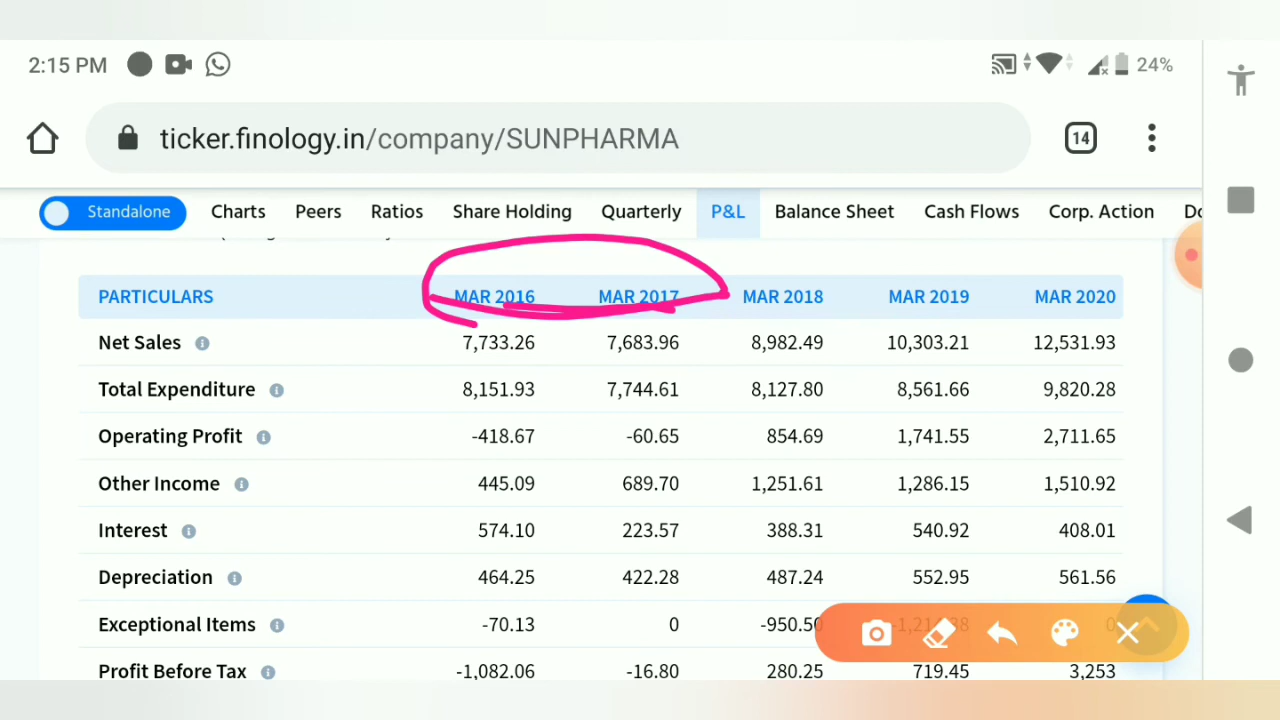 2:15 PM 24%
ticker.finology.in/company/SUNPHARMA 14
Standalone Charts Peers Ratios Share Holding Quarterly P&L Balance Sheet Cash Flows Corp. Action
PARTICULARS MAR 2016 MAR 2017 MAR 2018 MAR 2019 MAR 2020
Net Sales 7,733.26 7,683.96 8,982.49 10,303.21 12,531.93
Total Expenditure 8,151.93 7,744.61 8,127.80 8,561.66 9,820.28
Operating Profit -418.67 -60.65 854.69 1,741.55 2,711.65
Other Income 445.09 689.70 1,251.61 1,286.15 1,510.92
Interest 574.10 223.57 388.31 540.92 408.01
Depreciation 464.25 422.28 487.24 552.95 561.56
Exceptional Items -70.13 0 -950.50 0
Profit Before Tax -1,082.06 -16.80 280.25 719.45 3,253